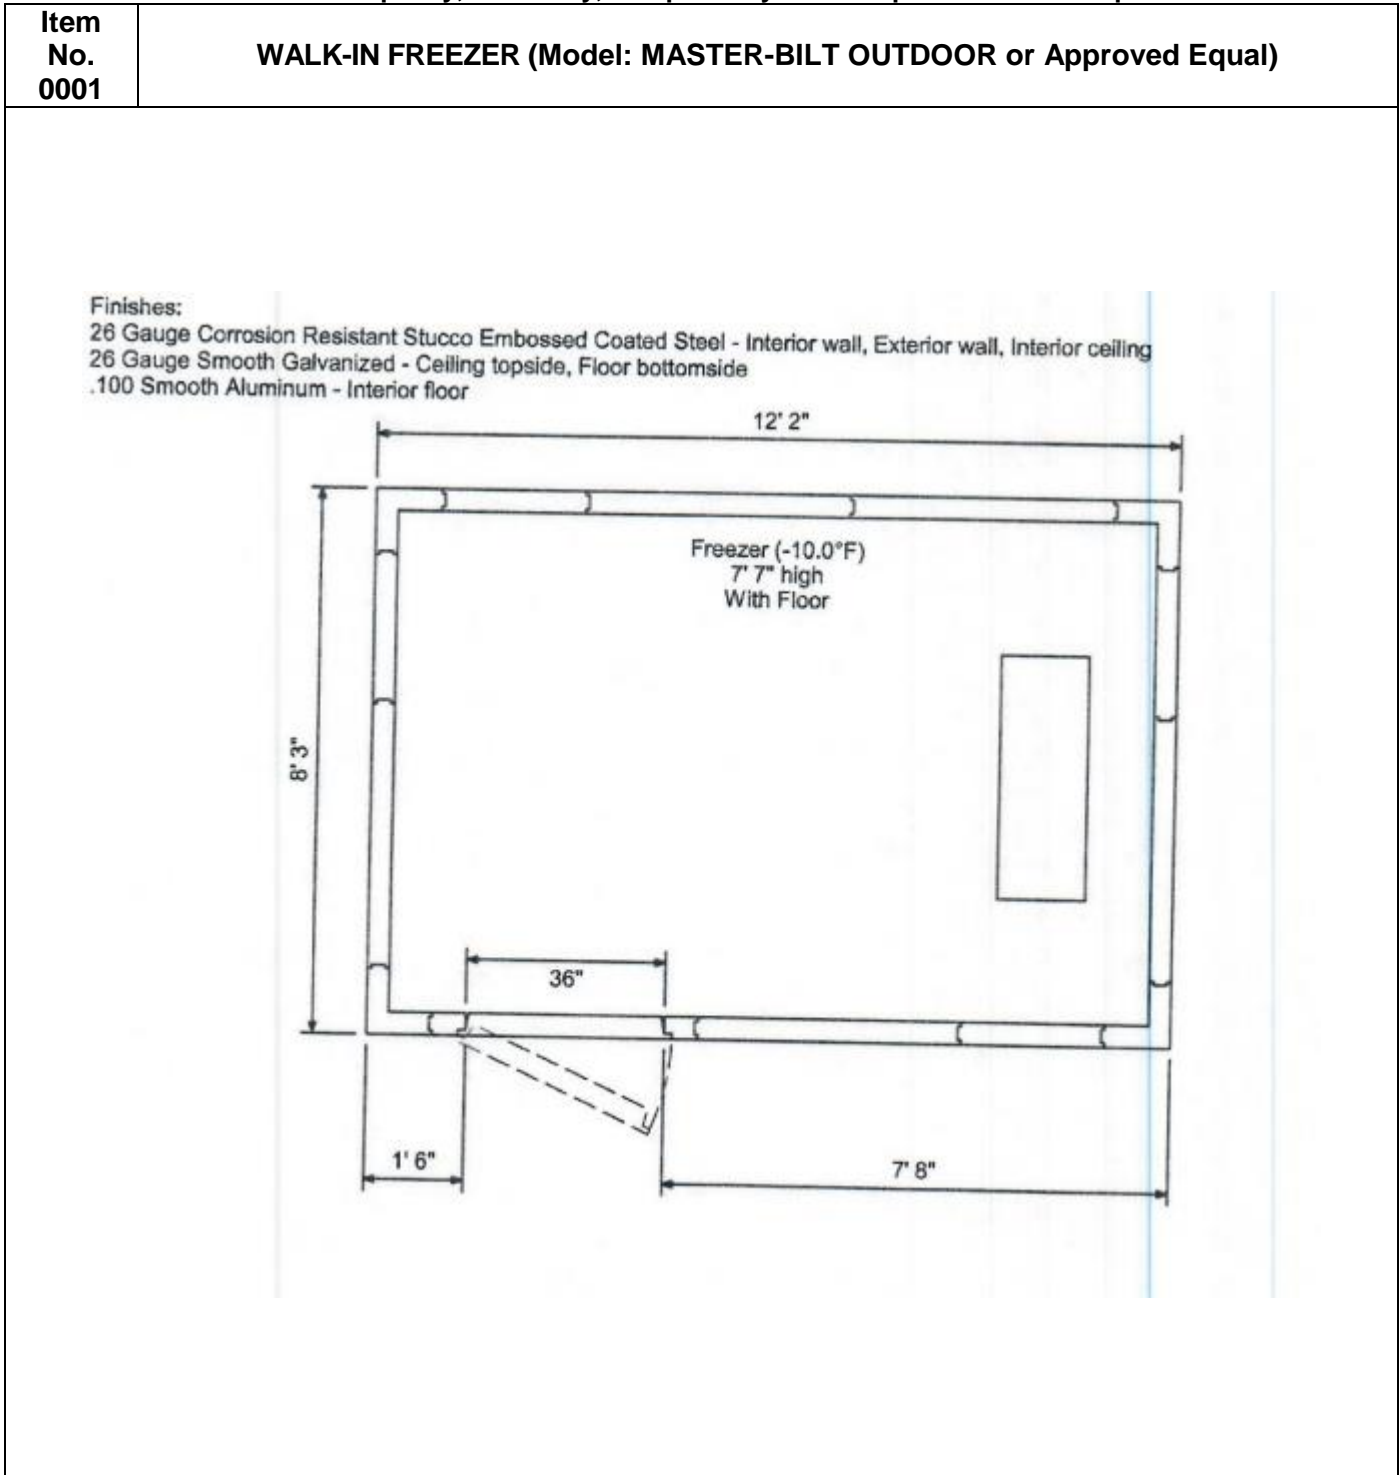 Item
No.
0001
WALK-IN FREEZER (Model: MASTER-BILT OUTDOOR or Approved Equal)
Finishes:
26 Gauge Corrosion Resistant Stucco Embossed Coated Steel - Interior wall, Exterior wall, Interior ceiling
26 Gauge Smooth Galvanized - Ceiling topside, Floor bottomside
.100 Smooth Aluminum - Interior floor
12' 2"
Freezer (-10.0°F)
7' 7" high
With Floor
8' 3"
36"
1' 6"
7' 8"